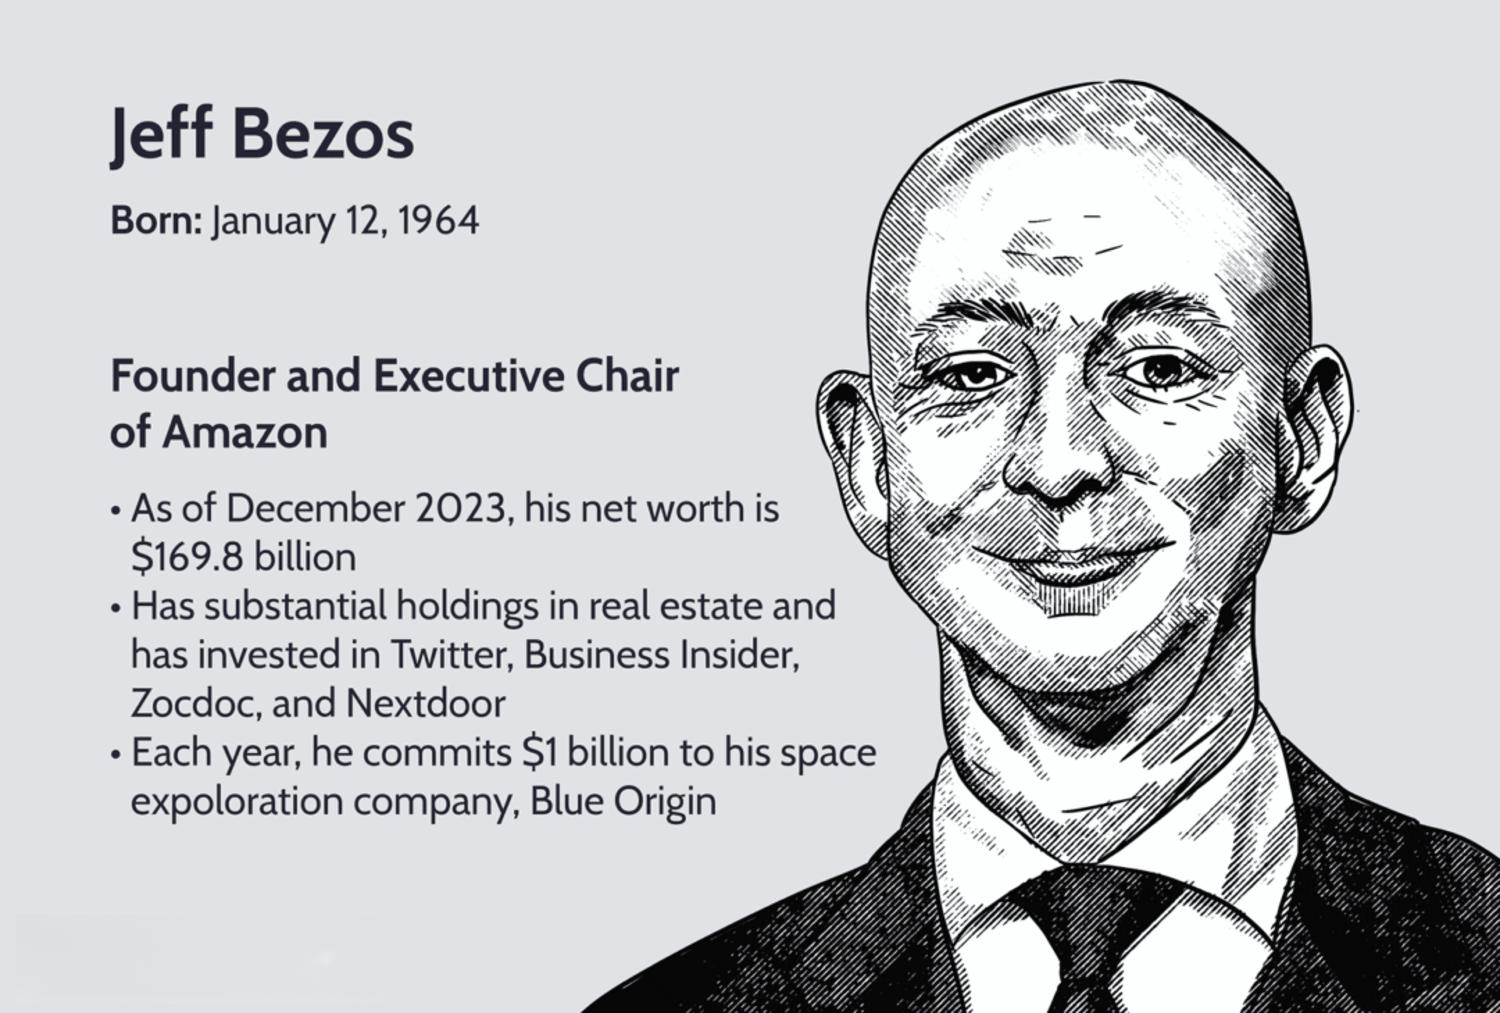 Jeff Bezos
Born: January 12, 1964
Founder and Executive Chair
of Amazon
• As of December 2023, his net worth is
$169.8 billion
• Has substantial holdings in real estate and
has invested in Twitter, Business Insider,
Zocdoc, and Nextdoor
• Each year, he commits $1 billion to his space
expoloration company, Blue Origin